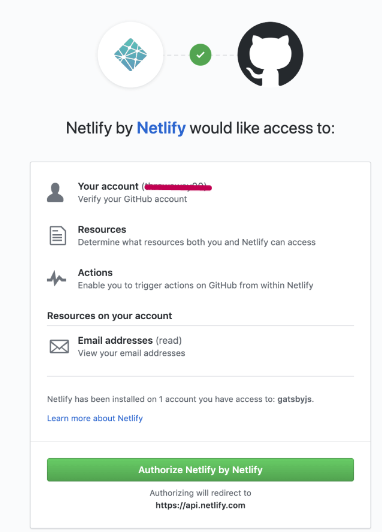 Netlify by Netlify would like access to:
Your account
Verify your GitHub account
Resources
Determine what resources both you and Netlify can access
Actions
Enable you to trigger actions on GitHub from within Netlify
Resources on your account
Email addresses (read)
View your email addresses
Netlify has been installed on 1 account you have access to: gatsbyjs.
Learn more about Netlify
Authorize Netlify by Netlify
Authorizing will redirect to
https://api.netlify.com